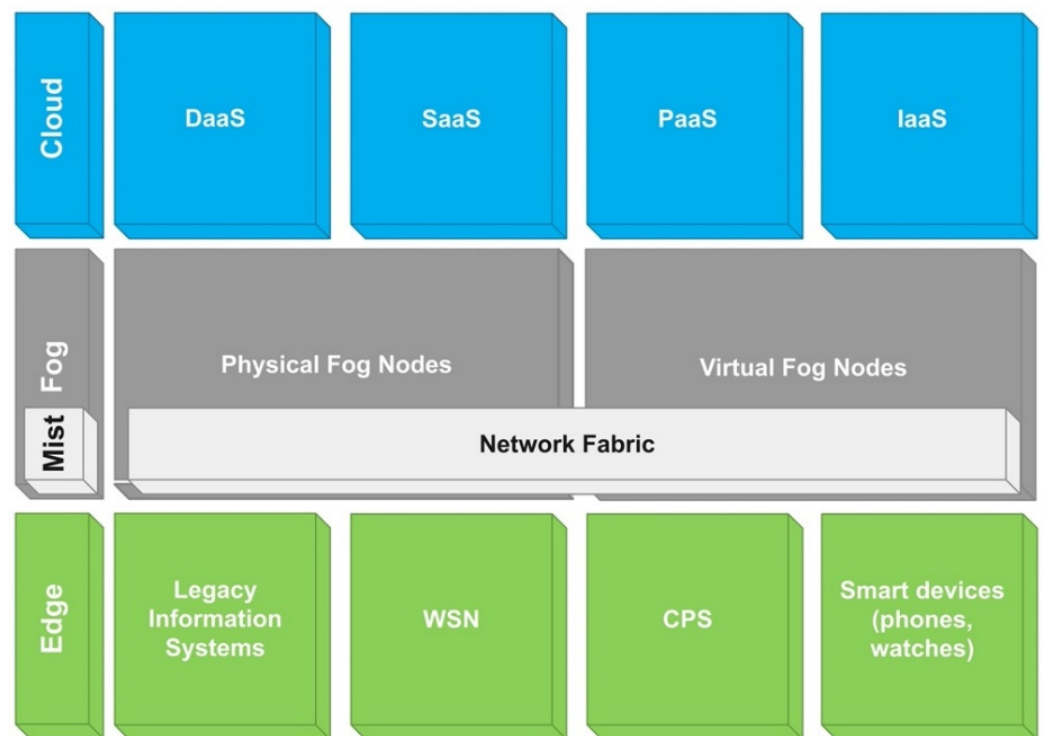 Cloud
DaaS
SaaS
PaaS
IaaS
Fog
Physical Fog Nodes
Virtual Fog Nodes
Mist
Network Fabric
Edge
Legacy
Information
Systems
WSN
CPS
Smart devices
(phones,
watches)